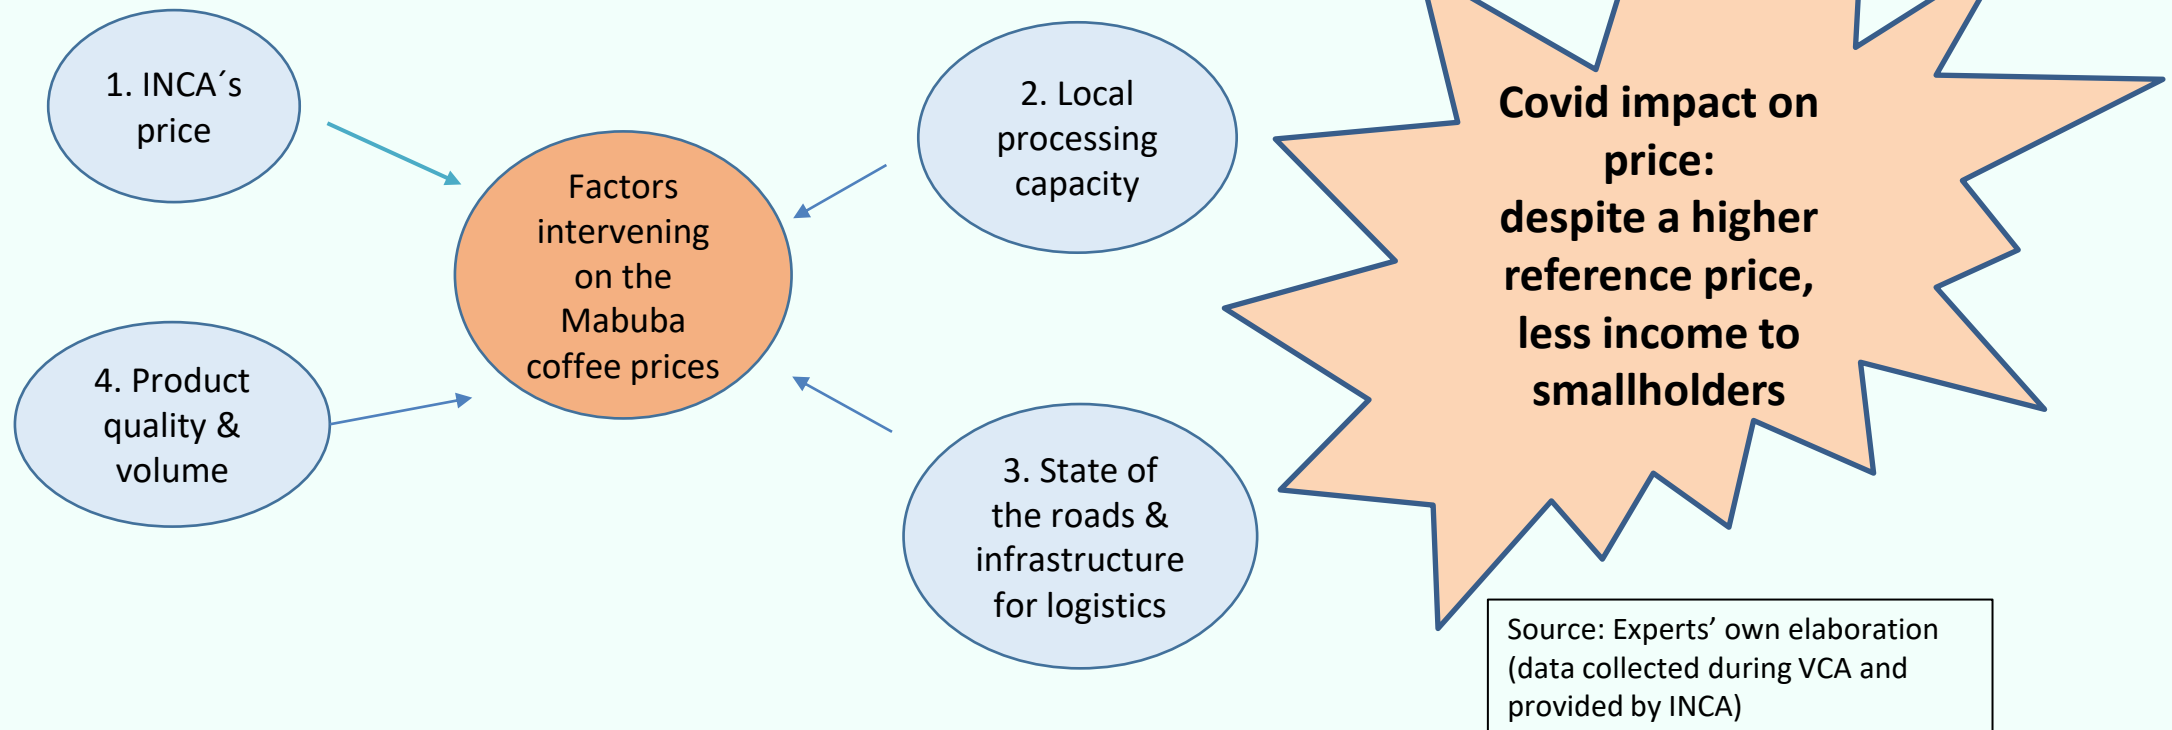 1. INCA´s
price
2. Local
processing
capacity
Factors
intervening
on the
Mabuba
coffee prices
4. Product
quality &
volume
3. State of
the roads &
infrastructure
for logistics
Covid impact on
price:
despite a higher
reference price,
less income to
smallholders
Source: Experts’ own elaboration
(data collected during VCA and
provided by INCA)